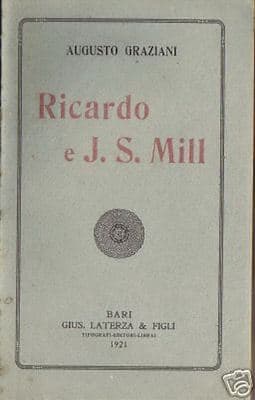 AUGUSTO GRAZIANI
Ricardo
e J. S. Mill
BARI
GIUS. LATERZA & FIGLI
TIPOGRAFI-EDITORI-LIBRAI
1921